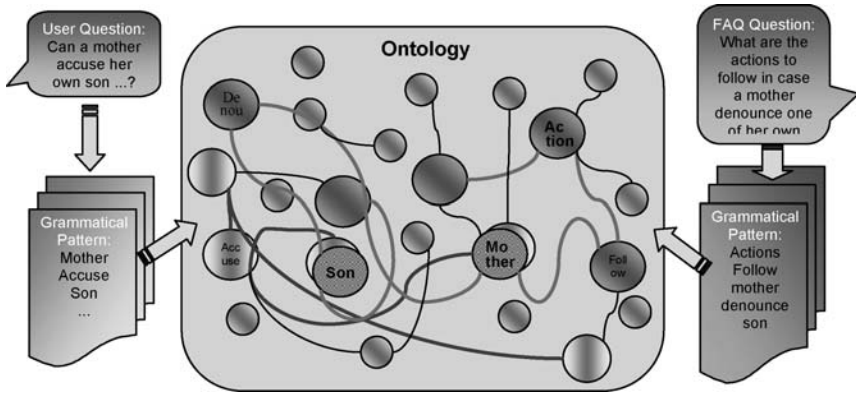 User Question:
Can a mother
accuse her
own son ...?
Grammatical
Pattern:
Mother
Accuse
Son
...
Ontology
De
nou
Ac
tion
Acc
use
Son
Mo
ther
Foll
ow
FAQ Question:
What are the
actions to
follow in case
a mother
denounce one
of her own
Grammatical
Pattern:
Actions
Follow
mother
denounce
son